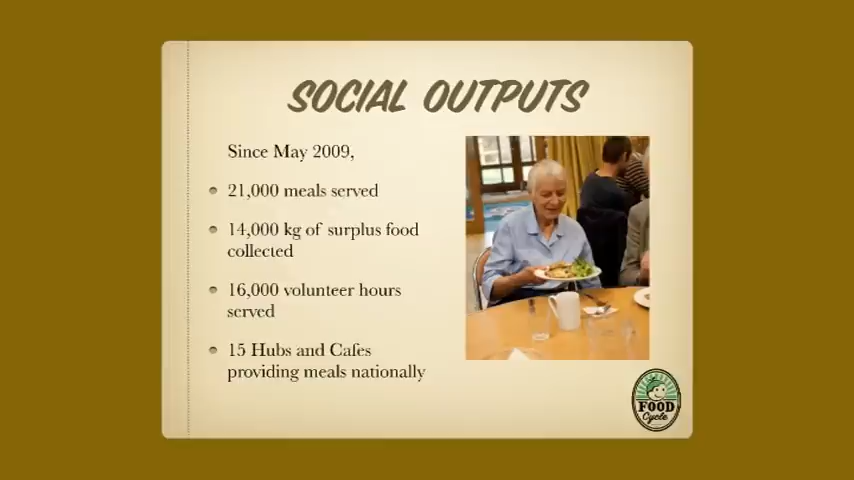 SOCIAL OUTPUTS
Since May 2009,
21,000 meals served
14,000 kg of surplus food
collected
16,000 volunteer hours
served
15 Hubs and Cafes
providing meals nationally
FOOD
Cycle